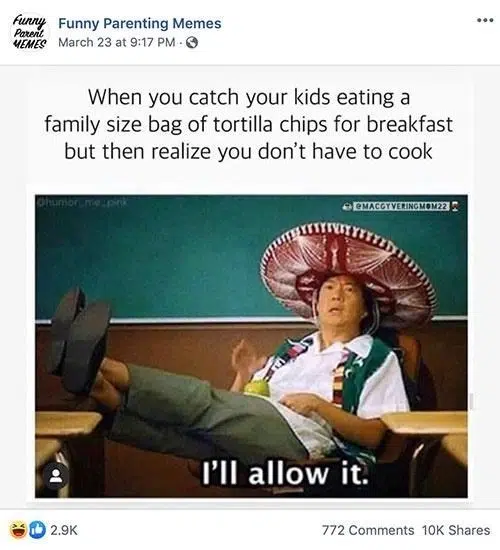 Funny
Parent
MEMES
Funny Parenting Memes
March 23 at 9:17 PM
When you catch your kids eating a
family size bag of tortilla chips for breakfast
but then realize you don't have to cook
@humor_me_pink
@MACGYVERINGMOM22
I'll allow it.
2.9K
772 Comments 10K Shares